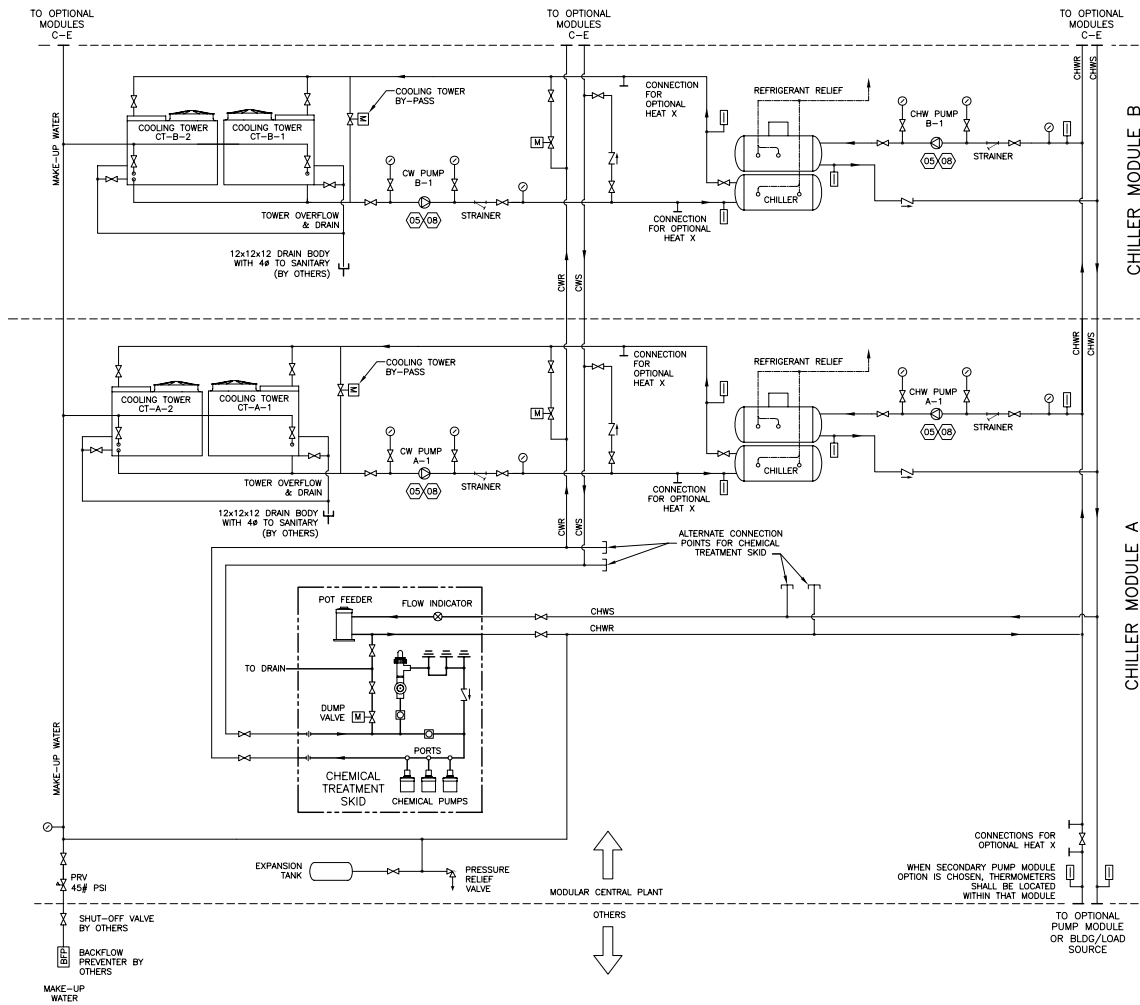 TO OPTIONAL
MODULES
C-E
TO OPTIONAL
MODULES
C-E
TO OPTIONAL
MODULES
C-E
CHWR
CHWS
CONNECTION
FOR
OPTIONAL
HEAT X
REFRIGERANT RELIEF
COOLING TOWER
BY-PASS
M
COOLING TOWER
CT-B-2
COOLING TOWER
CT-B-1
MAKE-UP WATER
M
CHW PUMP
B-1
05 08
STRAINER
CW PUMP
B-1
05 08
STRAINER
CHILLER
TOWER OVERFLOW
& DRAIN
CONNECTION
FOR OPTIONAL
HEAT X
12x12x12 DRAIN BODY
WITH 4ø TO SANITARY
(BY OTHERS)
CWR
CWS
CHILLER MODULE B
CHWR
CHWS
CONNECTION
FOR
OPTIONAL
HEAT X
REFRIGERANT RELIEF
COOLING TOWER
BY-PASS
M
COOLING TOWER
CT-A-2
COOLING TOWER
CT-A-1
M
CHW PUMP
A-1
05 08
STRAINER
CW PUMP
A-1
05 08
STRAINER
CHILLER
TOWER OVERFLOW
& DRAIN
CONNECTION
FOR OPTIONAL
HEAT X
12x12x12 DRAIN BODY
WITH 4ø TO SANITARY
(BY OTHERS)
CWR
CWS
ALTERNATE CONNECTION
POINTS FOR CHEMICAL
TREATMENT SKID
CHILLER MODULE A
POT FEEDER
FLOW INDICATOR
CHWS
CHWR
TO DRAIN
DUMP
VALVE
M
PORTS
CHEMICAL
TREATMENT
SKID
CHEMICAL PUMPS
MAKE-UP WATER
CONNECTIONS FOR
OPTIONAL HEAT X
EXPANSION
TANK
PRESSURE
RELIEF
VALVE
PRV
45# PSI
MODULAR CENTRAL PLANT
WHEN SECONDARY PUMP MODULE
OPTION IS CHOSEN, THERMOMETERS
SHALL BE LOCATED
WITHIN THAT MODULE
OTHERS
SHUT-OFF VALVE
BY OTHERS
TO OPTIONAL
PUMP MODULE
OR BLDG/LOAD
SOURCE
BFP
BACKFLOW
PREVENTER BY
OTHERS
MAKE-UP
WATER